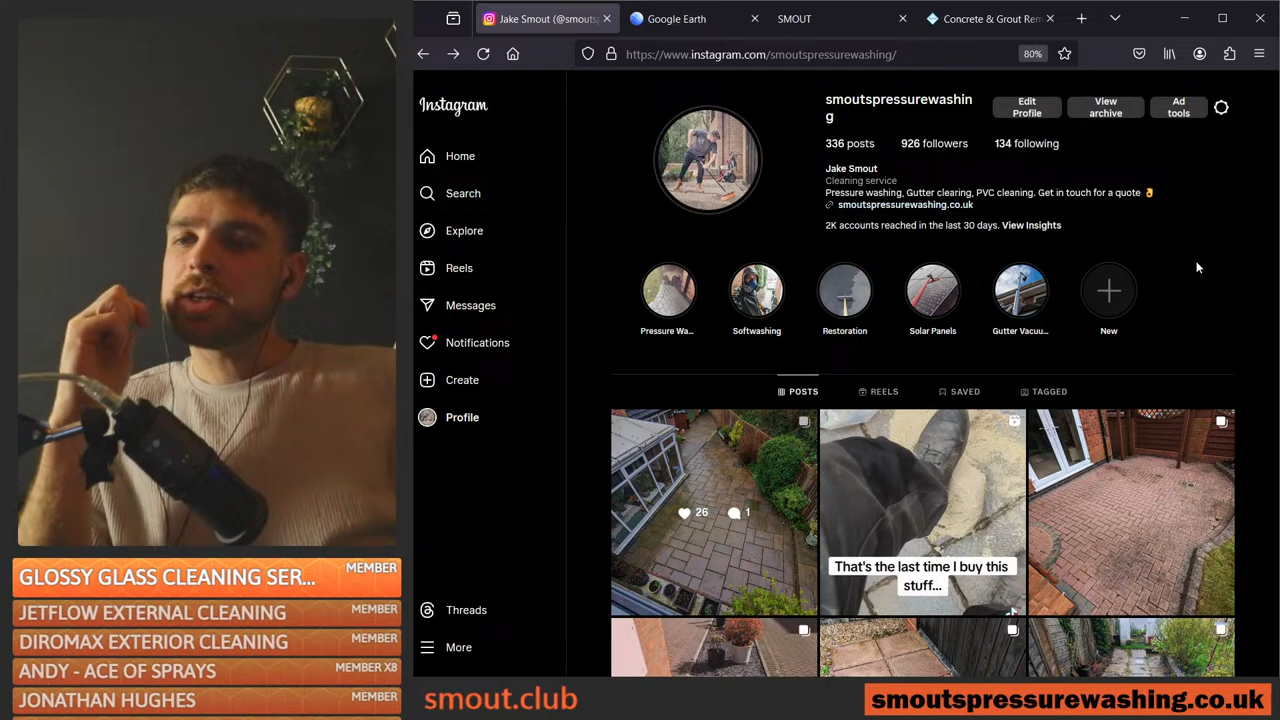 Jake Smout (@smouts
Google Earth
SMOUT
Concrete & Grout Rem
https://www.instagram.com/smoutspressurewashing/
80%
Instagram
Home
Search
Explore
Reels
Messages
Notifications
Create
Profile
Threads
More
smoutspressurewashin
g
Edit
Profile
View
archive
Ad
tools
336 posts
926 followers
134 following
Jake Smout
Cleaning service
Pressure washing, Gutter clearing, PVC cleaning. Get in touch for a quote 👌
smoutspressurewashing.co.uk
2K accounts reached in the last 30 days. View Insights
Pressure Wa...
Softwashing
Restoration
Solar Panels
Gutter Vacuu...
New
POSTS
REELS
SAVED
TAGGED
26
1
That's the last time I buy this
stuff...
GLOSSY GLASS CLEANING SER...
MEMBER
JETFLOW EXTERNAL CLEANING
MEMBER
DIROMAX EXTERIOR CLEANING
MEMBER
ANDY - ACE OF SPRAYS
MEMBER X8
JONATHAN HUGHES
MEMBER
smout.club
smoutspressurewashing.co.uk